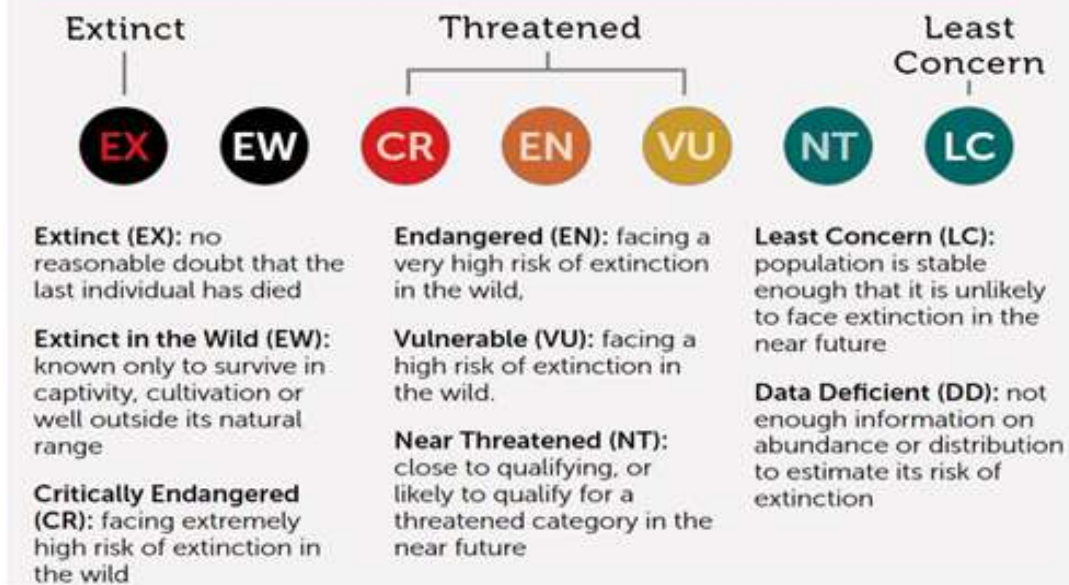 Extinct
Threatened
Least
Concern
EX
EW
CR
EN
VU
NT
LC
Extinct (EX): no
reasonable doubt that the
last individual has died
Extinct in the Wild (EW):
known only to survive in
captivity, cultivation or
well outside its natural
range
Critically Endangered
(CR): facing extremely
high risk of extinction in
the wild
Endangered (EN): facing a
very high risk of extinction
in the wild,
Vulnerable (VU): facing a
high risk of extinction in
the wild.
Near Threatened (NT):
close to qualifying, or
likely to qualify for a
threatened category in the
near future
Least Concern (LC):
population is stable
enough that it is unlikely
to face extinction in the
near future
Data Deficient (DD): not
enough information on
abundance or distribution
to estimate its risk of
extinction